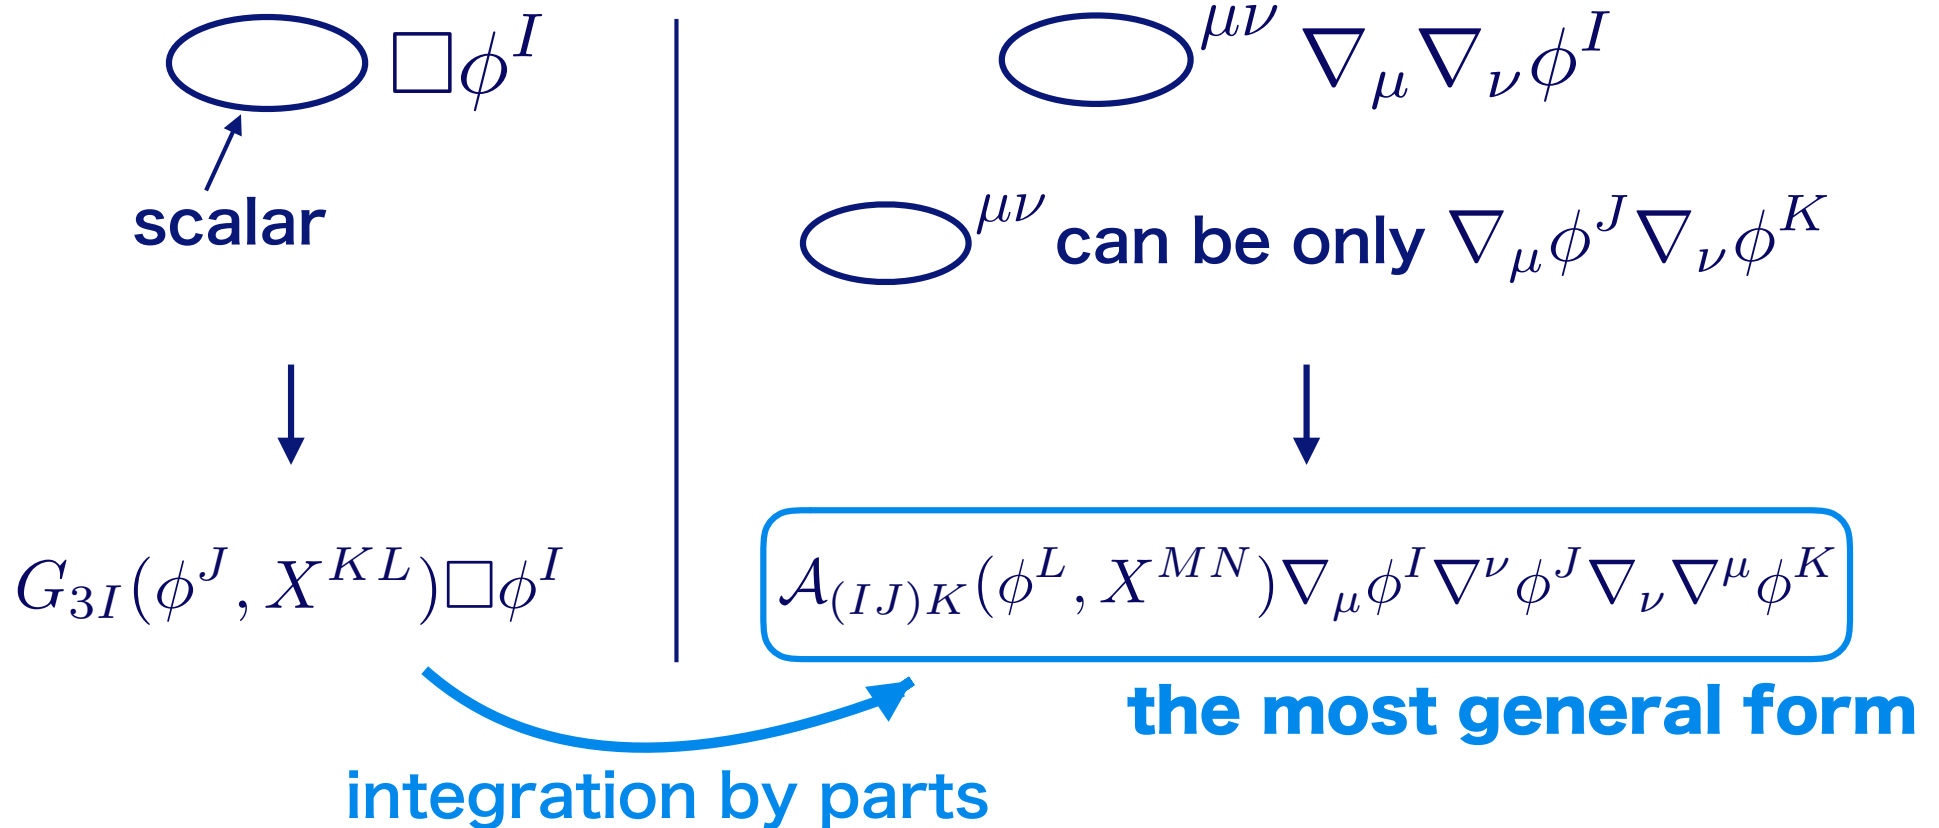 □ϕ^I
scalar
G_{3I}(ϕ^J, X^{KL})□ϕ^I
μν ∇_μ∇_νϕ^I
μν can be only ∇_μϕ^J∇_νϕ^K
𝒜_{(IJ)K}(ϕ^L, X^{MN})∇_μϕ^I∇^νϕ^J∇_ν∇^μϕ^K
the most general form
integration by parts